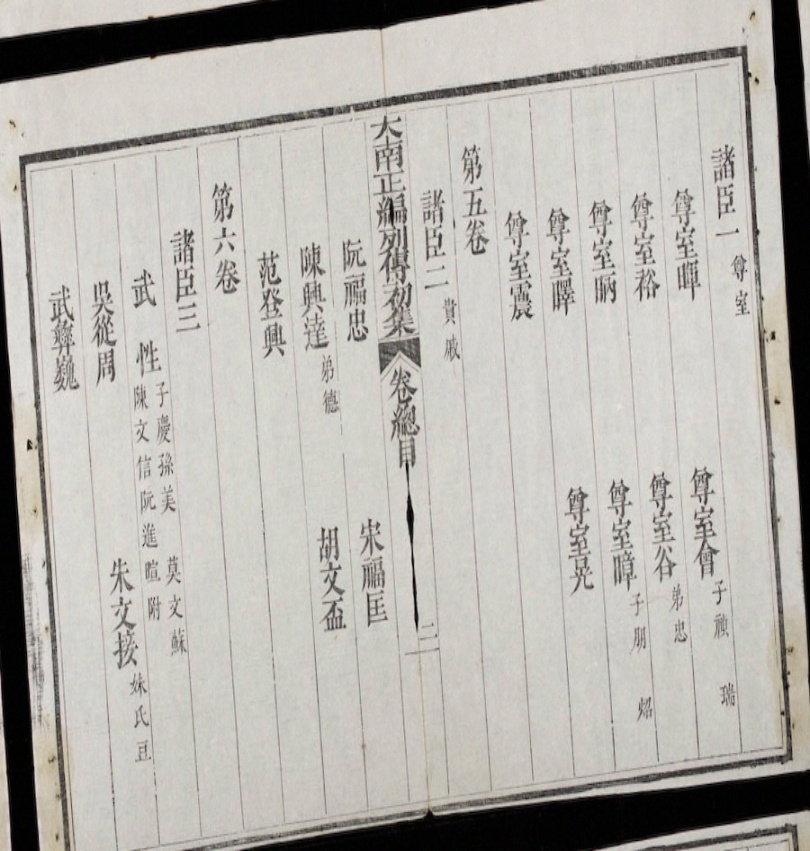 諸臣一 尊室
尊室暉 尊室會 子禎 瑞
尊室裕 尊室谷 弟忠
尊室昞 尊室暲 子朋 炤
尊室曎 尊室晃
尊室震
第五卷
諸臣二 貴戚
大南正編列傳初集 卷總目 二
阮福忠 宋福匡
陳興達 弟德 胡文盃
范登興
第六卷
諸臣三
武性 子慶孫美 莫文蘇 陳文信阮進暄附
吳從周 朱文接 妹氏豆
武彝巍